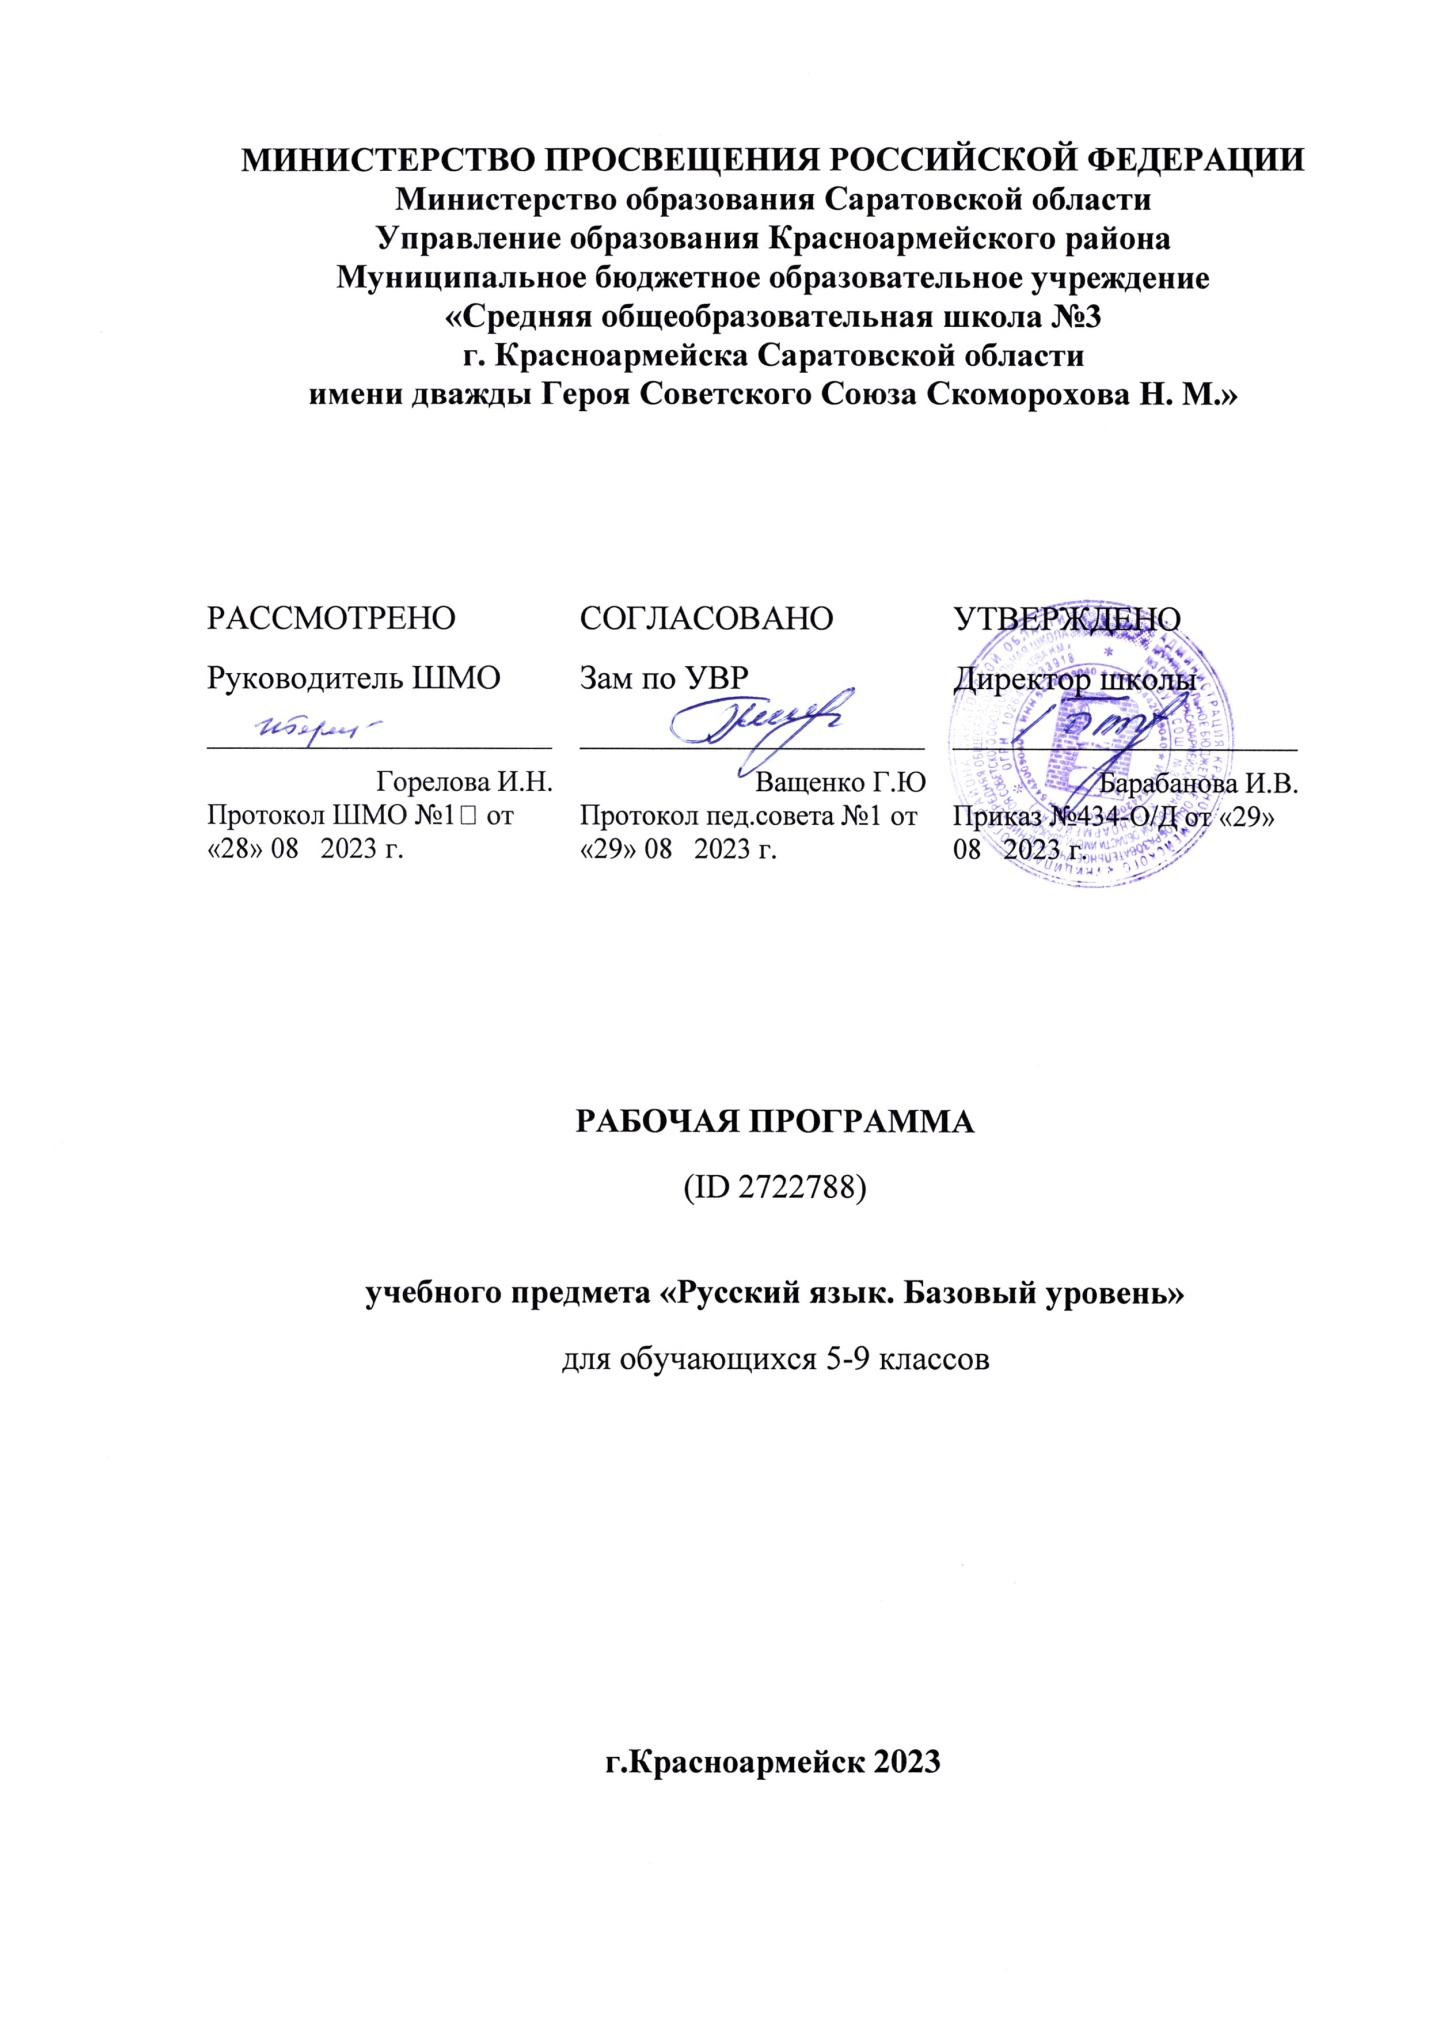 МИНИСТЕРСТВО ПРОСВЕЩЕНИЯ РОССИЙСКОЙ ФЕДЕРАЦИИ
Министерство образования Саратовской области
Управление образования Красноармейского района
Муниципальное бюджетное образовательное учреждение
«Средняя общеобразовательная школа №3
г. Красноармейска Саратовской области
имени дважды Героя Советского Союза Скоморохова Н. М.»
РАССМОТРЕНО
Руководитель ШМО
Горелова И.Н.
Протокол ШМО №1 от
«28» 08 2023 г.
СОГЛАСОВАНО
Зам по УВР
Ващенко Г.Ю
Протокол пед.совета №1 от
«29» 08 2023 г.
УТВЕРЖДЕНО
Директор школы
Барабанова И.В.
Приказ №434-О/Д от «29»
08 2023 г.
РАБОЧАЯ ПРОГРАММА
(ID 2722788)
учебного предмета «Русский язык. Базовый уровень»
для обучающихся 5-9 классов
г.Красноармейск 2023